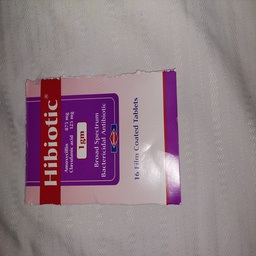 Hibiotic®
Amoxycillin 875 mg
Clavulanic acid 125 mg
1gm
Broad Spectrum
Bactericidal Antibiotic
16 Film Coated Tablets